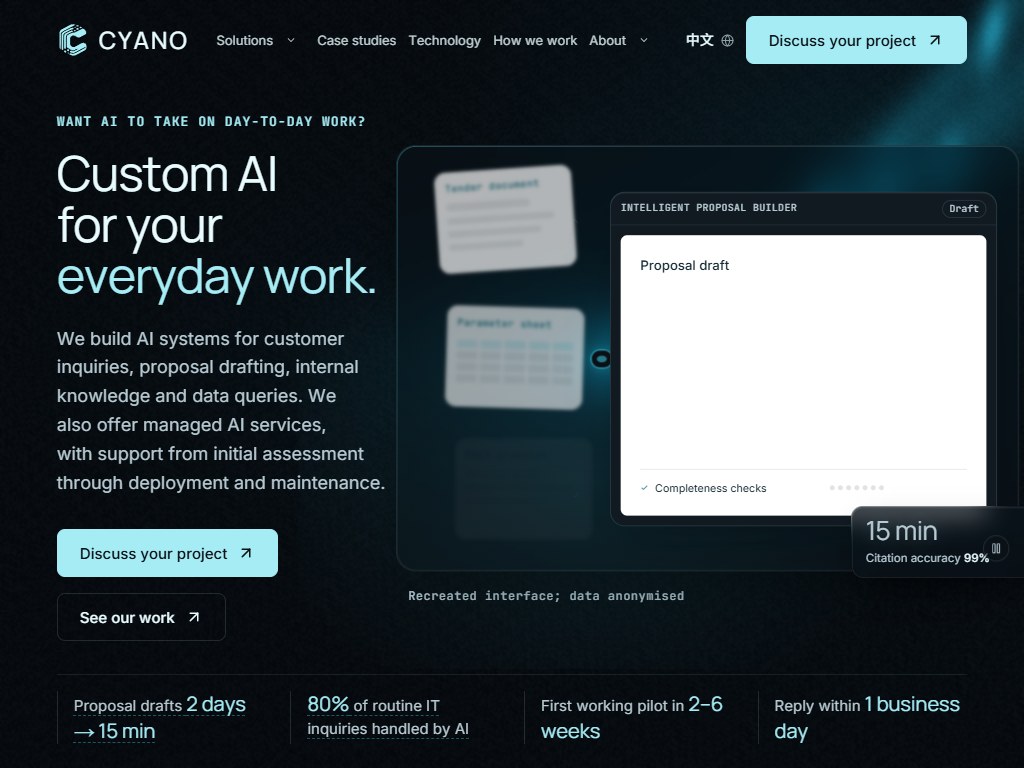 CYANO
Solutions
Case studies
Technology
How we work
About
中文
Discuss your project
WANT AI TO TAKE ON DAY-TO-DAY WORK?
Custom AI
for your
everyday work.
We build AI systems for customer
inquiries, proposal drafting, internal
knowledge and data queries. We
also offer managed AI services,
with support from initial assessment
through deployment and maintenance.
Discuss your project
See our work
Tender document
Parameter sheet
INTELLIGENT PROPOSAL BUILDER
Draft
Proposal draft
Completeness checks
15 min
Citation accuracy 99%
Recreated interface; data anonymised
Proposal drafts 2 days
→ 15 min
80% of routine IT
inquiries handled by AI
First working pilot in 2–6
weeks
Reply within 1 business
day